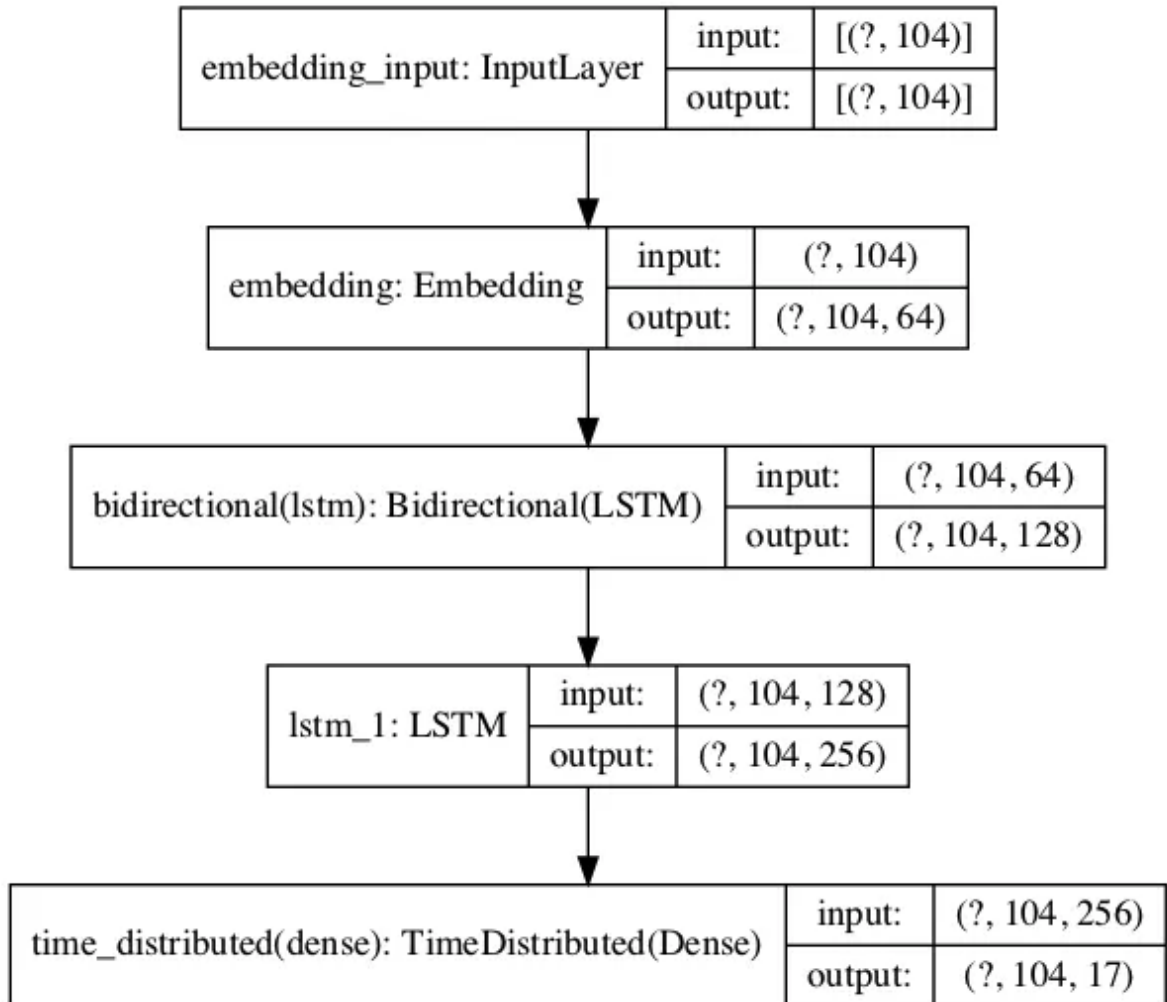 embedding_input: InputLayer
input: [(?, 104)]
output: [(?, 104)]
embedding: Embedding
input: (?, 104)
output: (?, 104, 64)
bidirectional(lstm): Bidirectional(LSTM)
input: (?, 104, 64)
output: (?, 104, 128)
lstm_1: LSTM
input: (?, 104, 128)
output: (?, 104, 256)
time_distributed(dense): TimeDistributed(Dense)
input: (?, 104, 256)
output: (?, 104, 17)